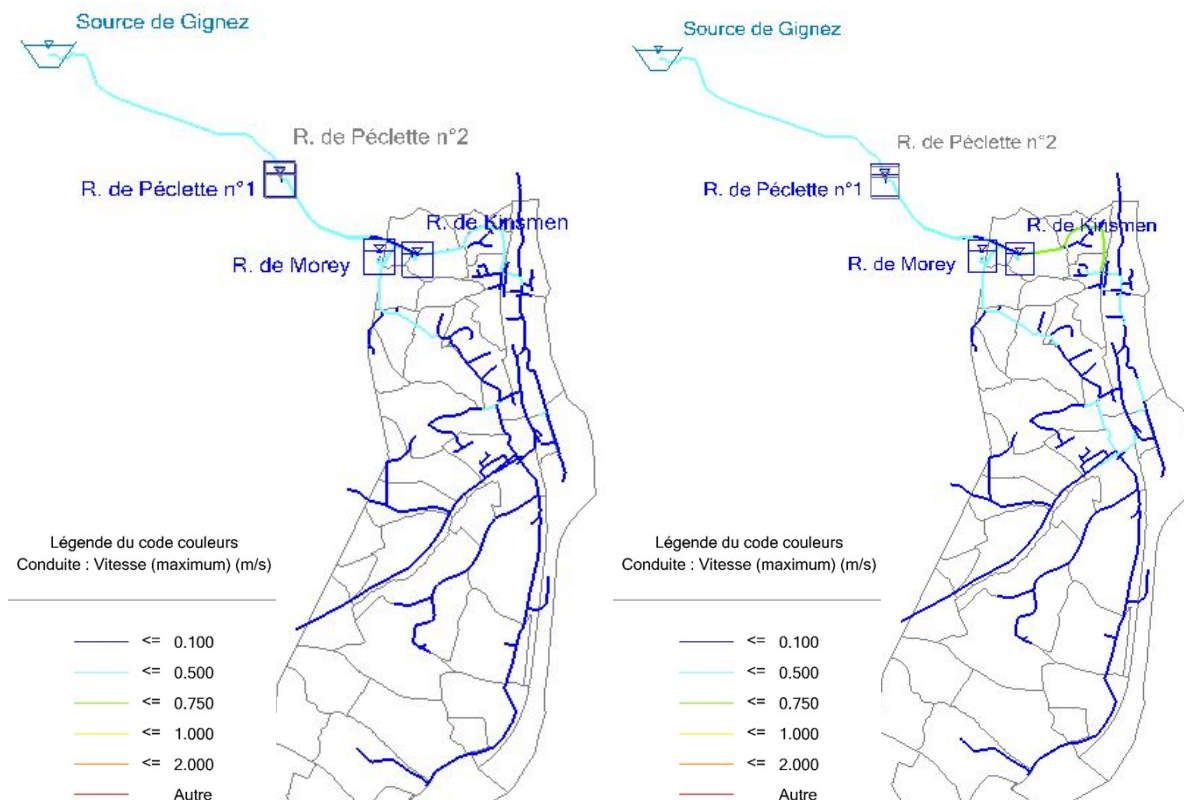 Source de Gignez
R. de Péclette n°2
R. de Péclette n°1
R. de Kinsmen
R. de Morey
Légende du code couleurs
Conduite : Vitesse (maximum) (m/s)
<= 0.100
<= 0.500
<= 0.750
<= 1.000
<= 2.000
Autre
Source de Gignez
R. de Péclette n°2
R. de Péclette n°1
R. de Kinsmen
R. de Morey
Légende du code couleurs
Conduite : Vitesse (maximum) (m/s)
<= 0.100
<= 0.500
<= 0.750
<= 1.000
<= 2.000
Autre